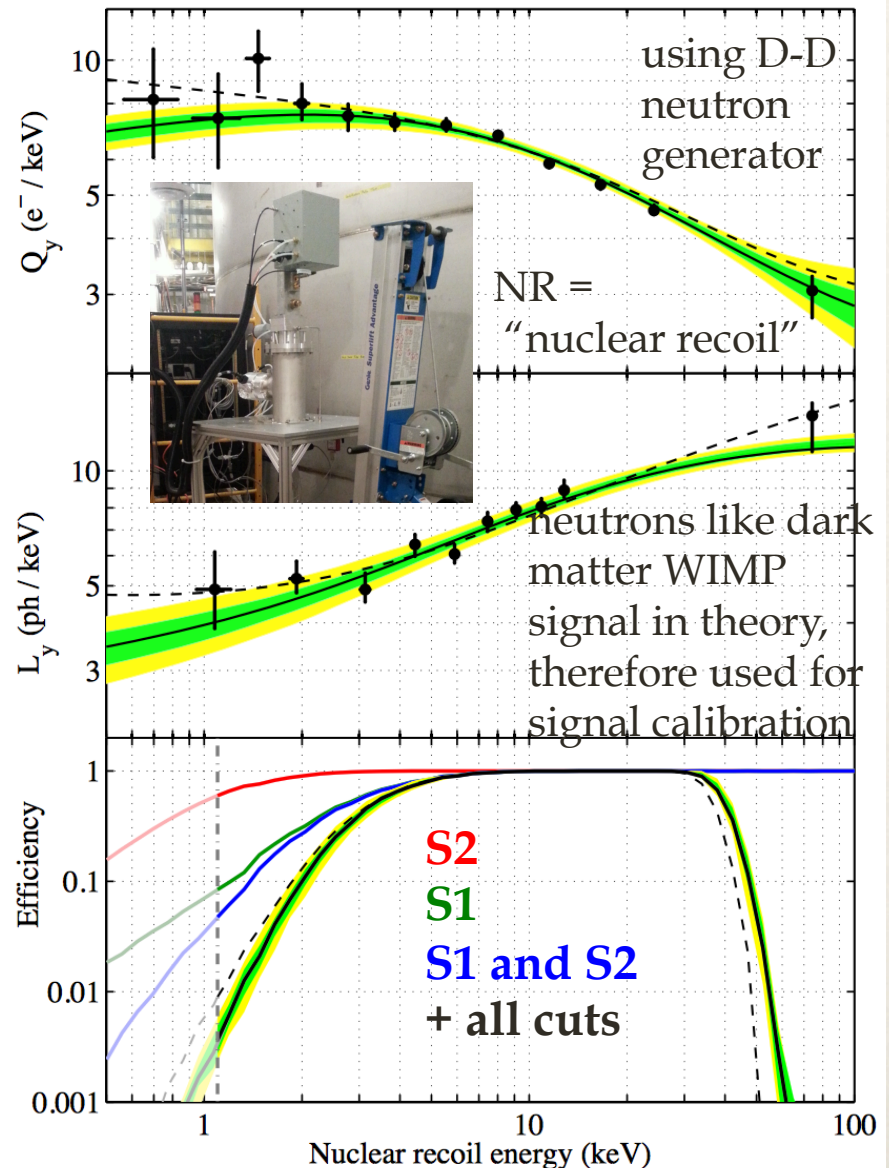 using D-D
neutron
generator
10
5
3
Q_y (e⁻ / keV)
NR =
“nuclear recoil”
Genie Superlift Advantage
10
5
3
L_y (ph / keV)
neutrons like dark
matter WIMP
signal in theory,
therefore used for
signal calibration
1
0.1
0.01
0.001
Efficiency
S2
S1
S1 and S2
+ all cuts
1
10
100
Nuclear recoil energy (keV)